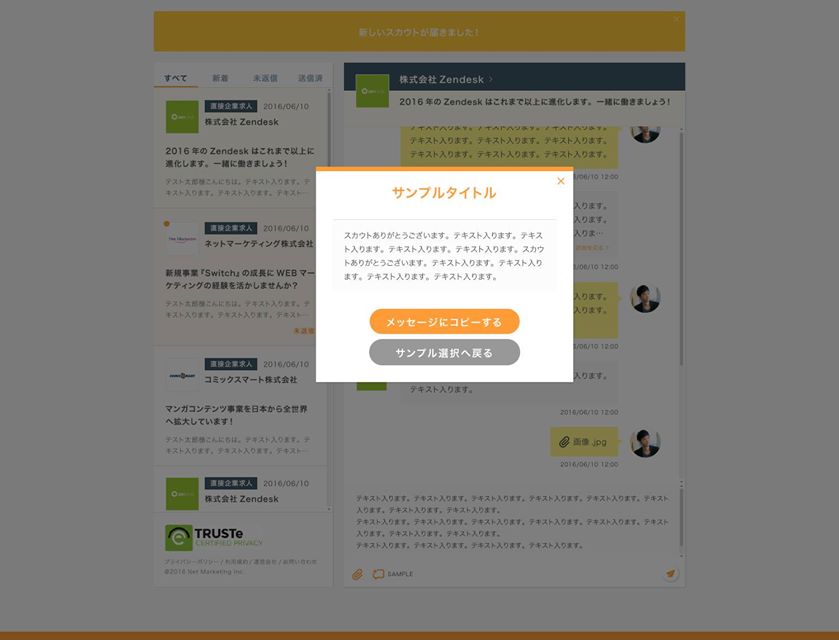 新しいスカウトが届きました！
すべて 新着 未返信 送信済
直接企業求人 2016/06/10
株式会社 Zendesk
2016 年の Zendesk はこれまで以上に
進化します。一緒に働きましょう！
テスト太郎様こんにちは。テキスト入ります。テ
キスト入ります。テキスト入ります。テキスト…
直接企業求人 2016/06/10
ネットマーケティング株式会社
新規事業『Switch』の成長に WEB マー
ケティングの経験を活かしませんか？
テスト太郎様こんにちは。テキスト入ります。テ
キスト入ります。テキスト入ります。テキスト…
未返信
直接企業求人 2016/06/10
コミックスマート株式会社
マンガコンテンツ事業を日本から全世界
へ拡大しています！
テスト太郎様こんにちは。テキスト入ります。テ
キスト入ります。テキスト入ります。テキスト…
直接企業求人 2016/06/10
株式会社 Zendesk
TRUSTe
CERTIFIED PRIVACY
プライバシーポリシー / 利用規約 / 運営会社 / お問い合わせ
©2016 Net Marketing Inc.
株式会社 Zendesk
2016 年の Zendesk はこれまで以上に進化します。一緒に働きましょう！
テキスト入ります。テキスト入ります。テキスト入ります。
テキスト入ります。テキスト入ります。テキスト入ります。
テキスト入ります。テキスト入ります。テキスト入ります。
/06/10 12:00
入ります。
入ります。
入りま…
/06/10 12:00
入ります。
入ります。
/06/10 12:00
入ります。
テキスト入ります。
2016/06/10 12:00
画像 .jpg
2016/06/10 12:00
サンプルタイトル
スカウトありがとうございます。テキスト入ります。テキス
ト入ります。テキスト入ります。テキスト入ります。スカウ
トありがとうございます。テキスト入ります。テキスト入り
ます。テキスト入ります。テキスト入ります。
メッセージにコピーする
サンプル選択へ戻る
テキスト入ります。テキスト入ります。テキスト入ります。テキスト入ります。テキスト入ります。テキスト
入ります。テキスト入ります。テキスト入ります。
テキスト入ります。テキスト入ります。テキスト入ります。テキスト入ります。テキスト入ります。テキスト
入ります。テキスト入ります。テキスト入ります。
テキスト入ります。テキスト入ります。テキスト入ります。テキスト入ります。
SAMPLE